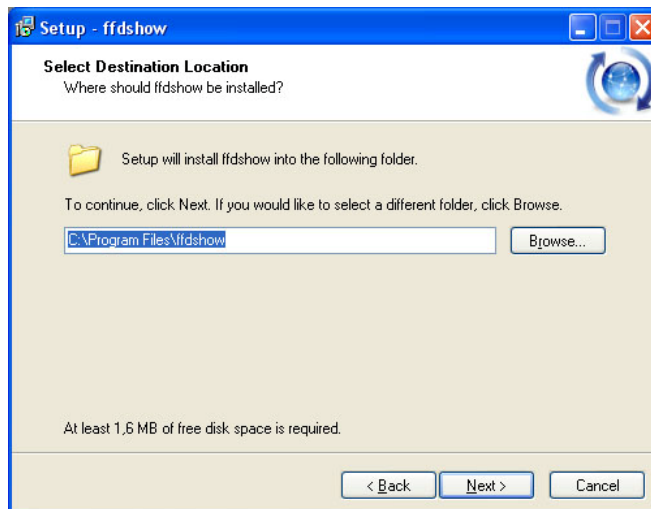 Setup - ffdshow
Select Destination Location
Where should ffdshow be installed?
Setup will install ffdshow into the following folder.
To continue, click Next. If you would like to select a different folder, click Browse.
C:\Program Files\ffdshow
Browse...
At least 1,6 MB of free disk space is required.
< Back
Next >
Cancel